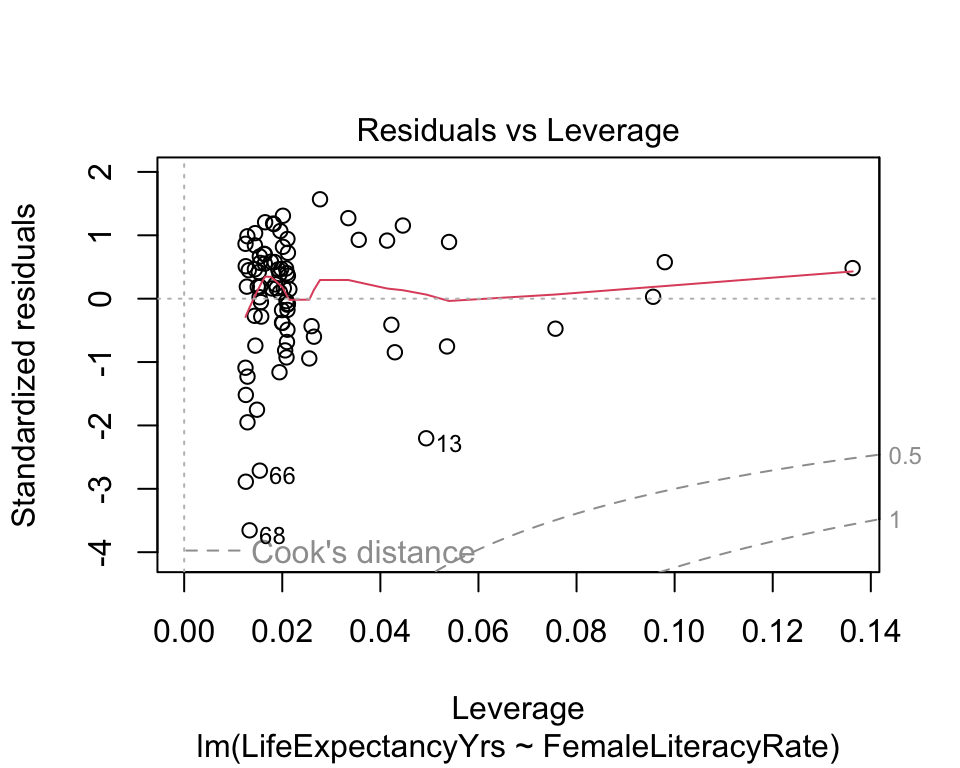 Residuals vs Leverage
Standardized residuals
2
1
0
-1
-2
-3
-4
13
66
68
Cook's distance
0.5
1
0.00 0.02 0.04 0.06 0.08 0.10 0.12 0.14
Leverage
lm(LifeExpectancyYrs ~ FemaleLiteracyRate)